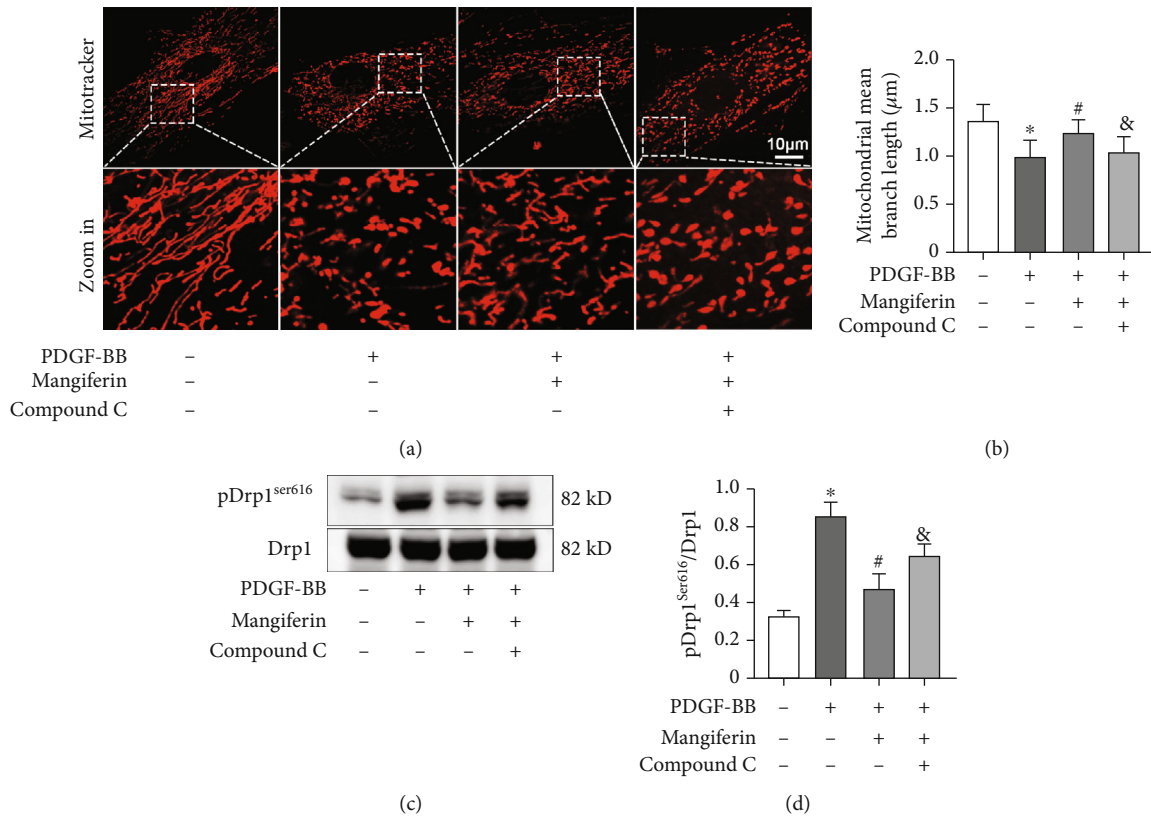 Mitotracker
10μm
Zoom in
PDGF-BB – + + +
Mangiferin – – + +
Compound C – – – +
(a)
Mitochondrial mean
branch length (μm)
2.0
1.5
1.0
0.5
0
* # &
PDGF-BB – + + +
Mangiferin – – + +
Compound C – – – +
(b)
pDrp1ser616 82 kD
Drp1 82 kD
PDGF-BB – + + +
Mangiferin – – + +
Compound C – – – +
(c)
pDrp1Ser616/Drp1
1.0
0.8
0.6
0.4
0.2
0
* # &
PDGF-BB – + + +
Mangiferin – – + +
Compound C – – – +
(d)